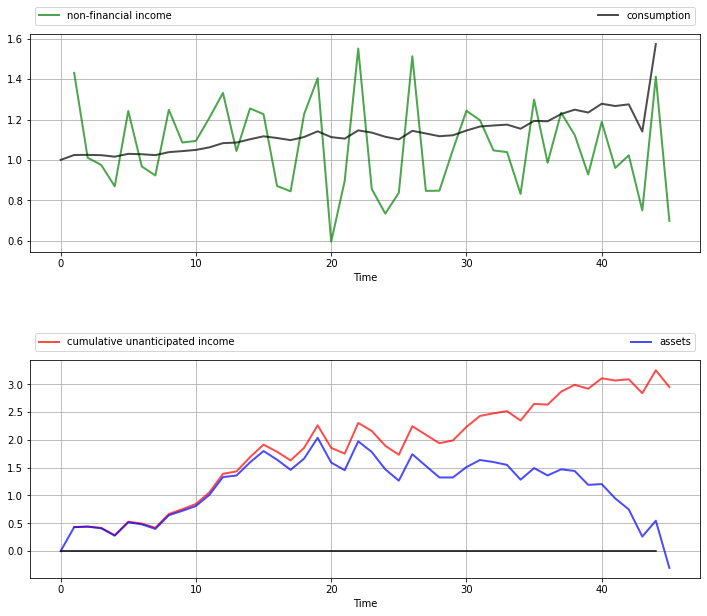 non-financial income consumption
1.6
1.4
1.2
1.0
0.8
0.6
0 10 20 30 40
Time
cumulative unanticipated income assets
3.0
2.5
2.0
1.5
1.0
0.5
0.0
0 10 20 30 40
Time